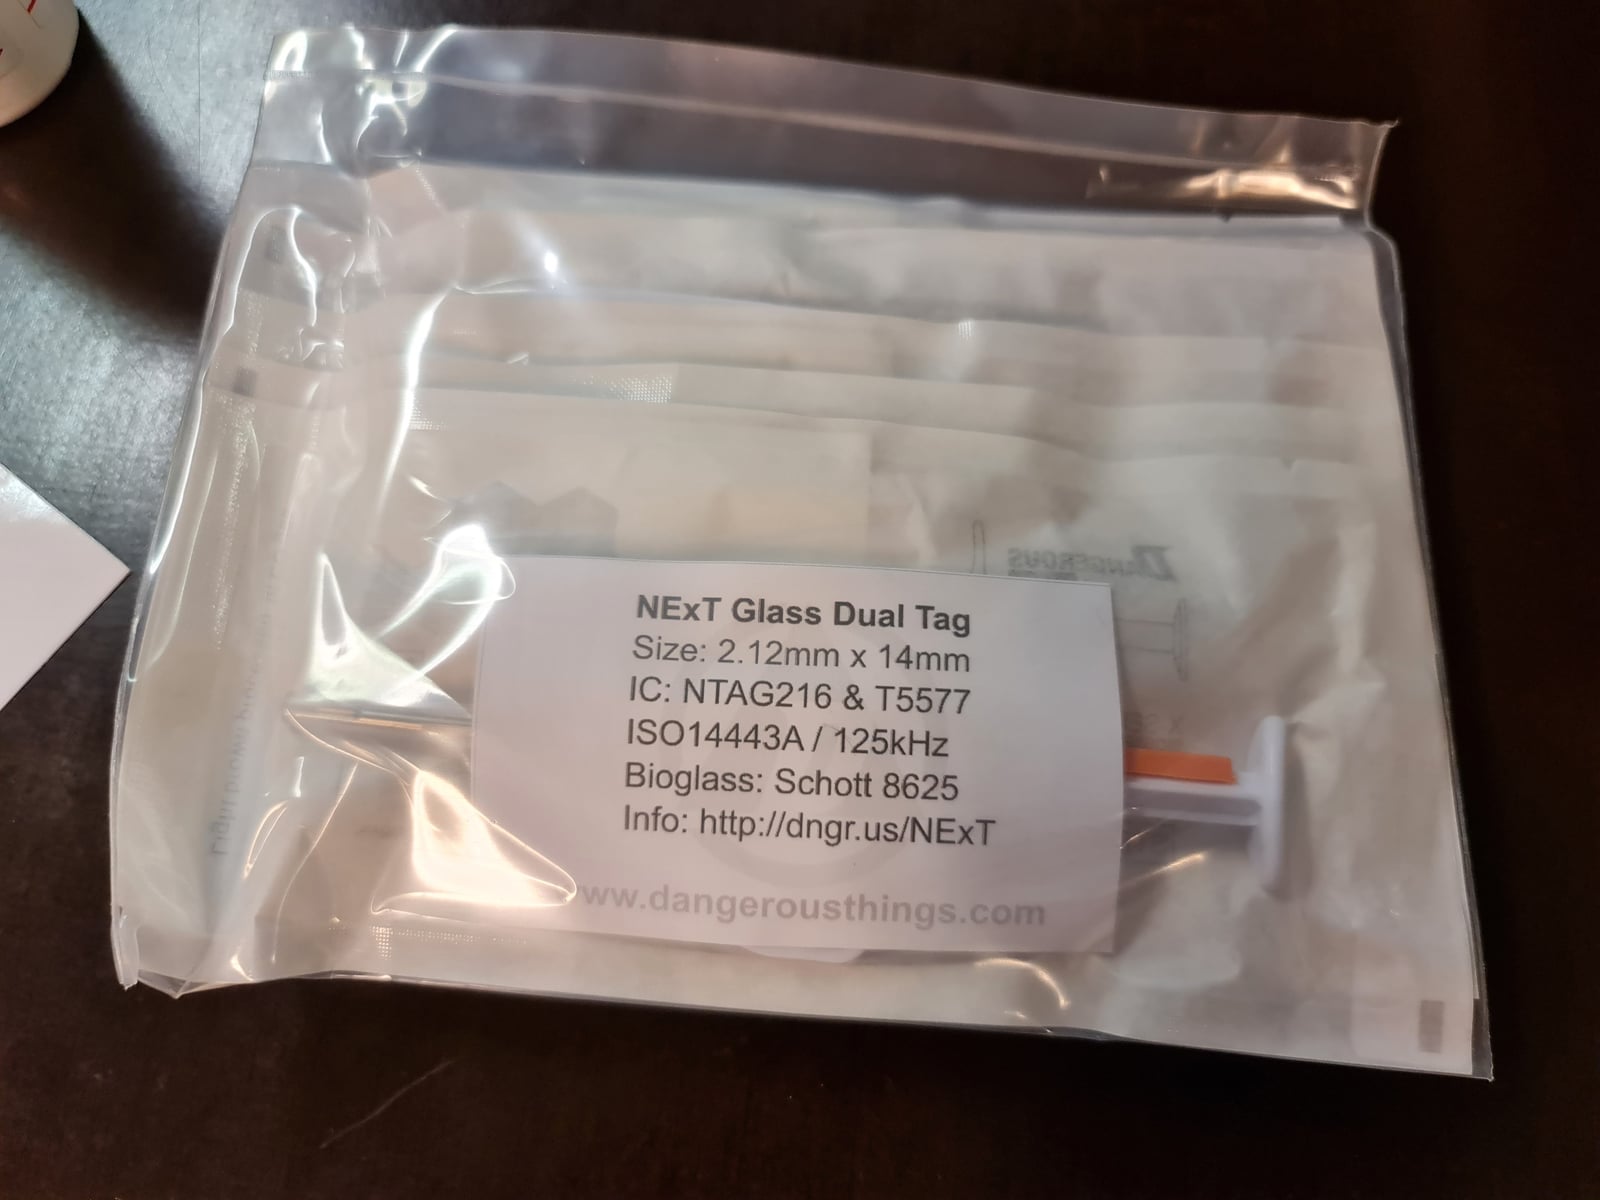 DANGEROUS
NExT Glass Dual Tag
Size: 2.12mm x 14mm
IC: NTAG216 & T5577
ISO14443A / 125kHz
Bioglass: Schott 8625
Info: http://dngr.us/NExT
www.dangerousthings.com